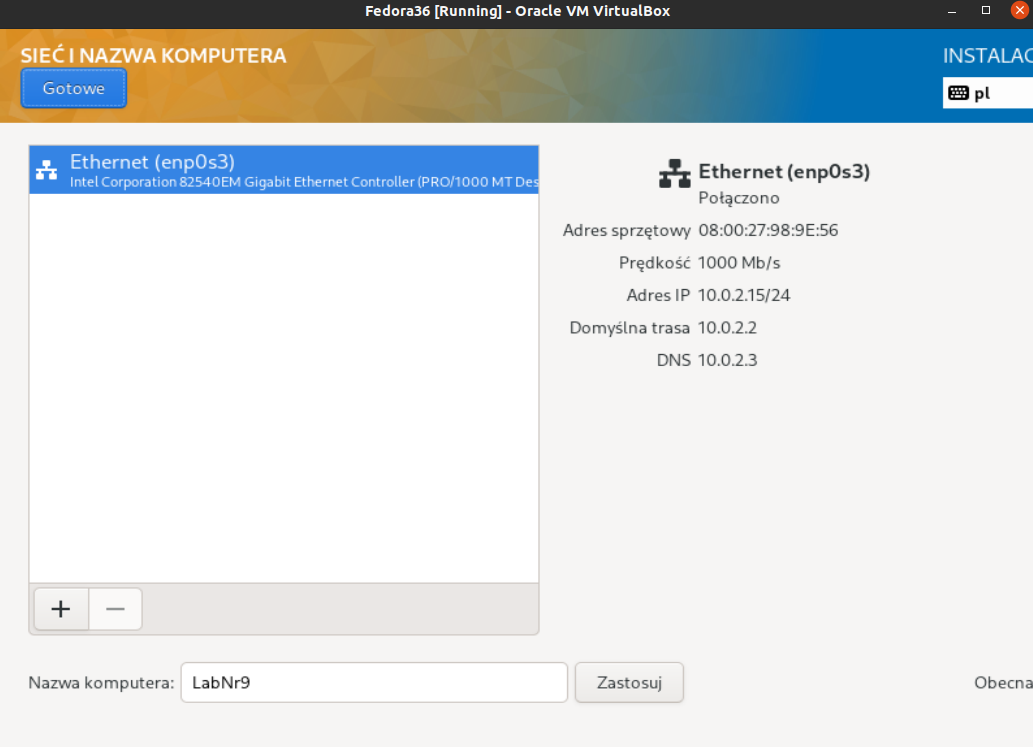 Fedora36 [Running] - Oracle VM VirtualBox
SIEĆ I NAZWA KOMPUTERA
INSTALAC
Gotowe
pl
Ethernet (enp0s3)
Intel Corporation 82540EM Gigabit Ethernet Controller (PRO/1000 MT Des
Ethernet (enp0s3)
Połączono
Adres sprzętowy 08:00:27:98:9E:56
Prędkość 1000 Mb/s
Adres IP 10.0.2.15/24
Domyślna trasa 10.0.2.2
DNS 10.0.2.3
Nazwa komputera: LabNr9 Zastosuj Obecna